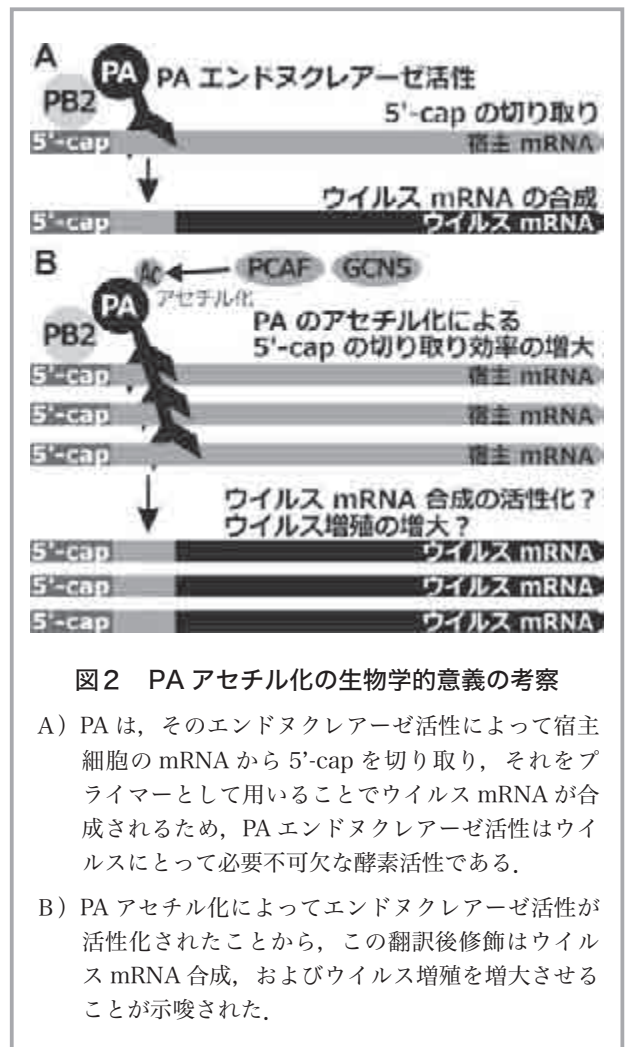 A
PA
PA エンドヌクレアーゼ活性
PB2
5'-cap の切り取り
5'-cap
宿主 mRNA
ウイルス mRNA の合成
5'-cap
ウイルス mRNA
B
Ac
PCAF
GCN5
アセチル化
PA
PB2
PA のアセチル化による
5'-cap の切り取り効率の増大
5'-cap
宿主 mRNA
5'-cap
宿主 mRNA
5'-cap
宿主 mRNA
ウイルス mRNA 合成の活性化？
ウイルス増殖の増大？
5'-cap
ウイルス mRNA
5'-cap
ウイルス mRNA
5'-cap
ウイルス mRNA
図2 PA アセチル化の生物学的意義の考察
A）PA は，そのエンドヌクレアーゼ活性によって宿主
細胞の mRNA から 5’-cap を切り取り，それをプ
ライマーとして用いることでウイルス mRNA が合
成されるため，PA エンドヌクレアーゼ活性はウイ
ルスにとって必要不可欠な酵素活性である．
B）PA アセチル化によってエンドヌクレアーゼ活性が
活性化されたことから，この翻訳後修飾はウイル
ス mRNA 合成，およびウイルス増殖を増大させる
ことが示唆された．